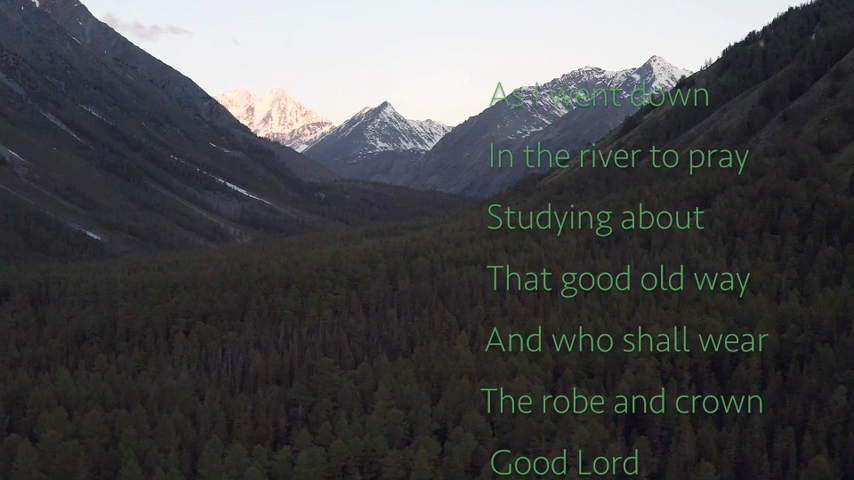 As I went down
In the river to pray
Studying about
That good old way
And who shall wear
The robe and crown
Good Lord